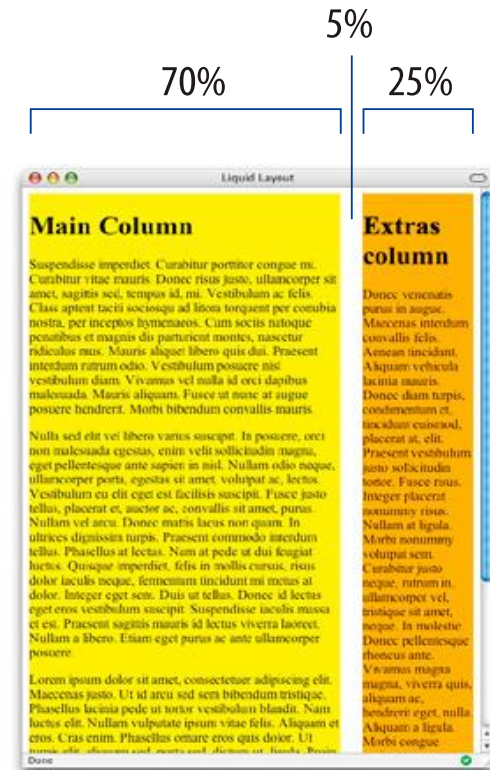 5%
70%
25%
Liquid Layout
Main Column
Suspendisse imperdiet. Curabitur porttitor congue mi.
Curabitur vitae mauris. Donec risus justo, ullamcorper sit
amet, sagittis sed, tempus id, mi. Vestibulum ac felis.
Class aptent taciti sociosqu ad litora torquent per conubia
nostra, per inceptos hymenaeos. Cum sociis natoque
penatibus et magnis dis parturient montes, nascetur
ridiculus mus. Mauris aliquet libero quis dui. Praesent
interdum rutrum odio. Vestibulum posuere nisi
vestibulum diam. Vivamus vel nulla id orci dapibus
malesuada. Mauris aliquam. Fusce ut nunc at augue
posuere hendrerit. Morbi bibendum convallis mauris.
Nulla sed elit vel libero varius suscipit. In posuere, orci
non malesuada egestas, enim velit sollicitudin magna,
eget pellentesque ante sapien in nisl. Nullam odio neque,
ullamcorper porta, egestas sit amet, volutpat ac, lectus.
Vestibulum eu elit eget est facilisis suscipit. Fusce justo
tellus, placerat et, auctor ac, convallis sit amet, purus.
Nullam vel arcu. Donec mattis lacus non quam. In
ultrices dignissim turpis. Praesent commodo interdum
tellus. Phasellus at lectus. Nam at pede ut dui feugiat
luctus. Quisque imperdiet, felis in mollis cursus, risus
dolor iaculis neque, fermentum tincidunt mi metus at
dolor. Integer eget sem. Duis ut tellus. Donec id lectus
eget eros vestibulum suscipit. Suspendisse iaculis massa
et est. Praesent sagittis mauris id lectus viverra laoreet.
Nullam a libero. Etiam eget purus ac ante ullamcorper
posuere.
Lorem ipsum dolor sit amet, consectetuer adipiscing elit.
Maecenas justo. Ut id arcu sed sem bibendum tristique.
Phasellus lacinia pede ut tortor vestibulum blandit. Nam
luctus elit. Nullam vulputate ipsum vitae felis. Aliquam et
eros. Cras enim. Phasellus ornare eros quis dolor. Ut
Extras
column
Donec venenatis
purus in augue.
Maecenas interdum
convallis felis.
Aenean tincidunt.
Aliquam vehicula
lacinia mauris.
Donec diam turpis,
condimentum et,
tincidunt euismod,
placerat at, elit.
Praesent vestibulum
justo sollicitudin
tortor. Fusce risus.
Integer placerat
nonummy risus.
Nullam at ligula.
Morbi nonummy
volutpat sem.
Curabitur justo
neque, rutrum in,
ullamcorper vel,
tristique sit amet,
neque. In molestie
Donec pellentesque
rhoncus ante.
Vivamus magna
magna, viverra quis,
aliquam ac,
hendrerit eget, nulla.
Aliquam a ligula.
Morbi congue
Done